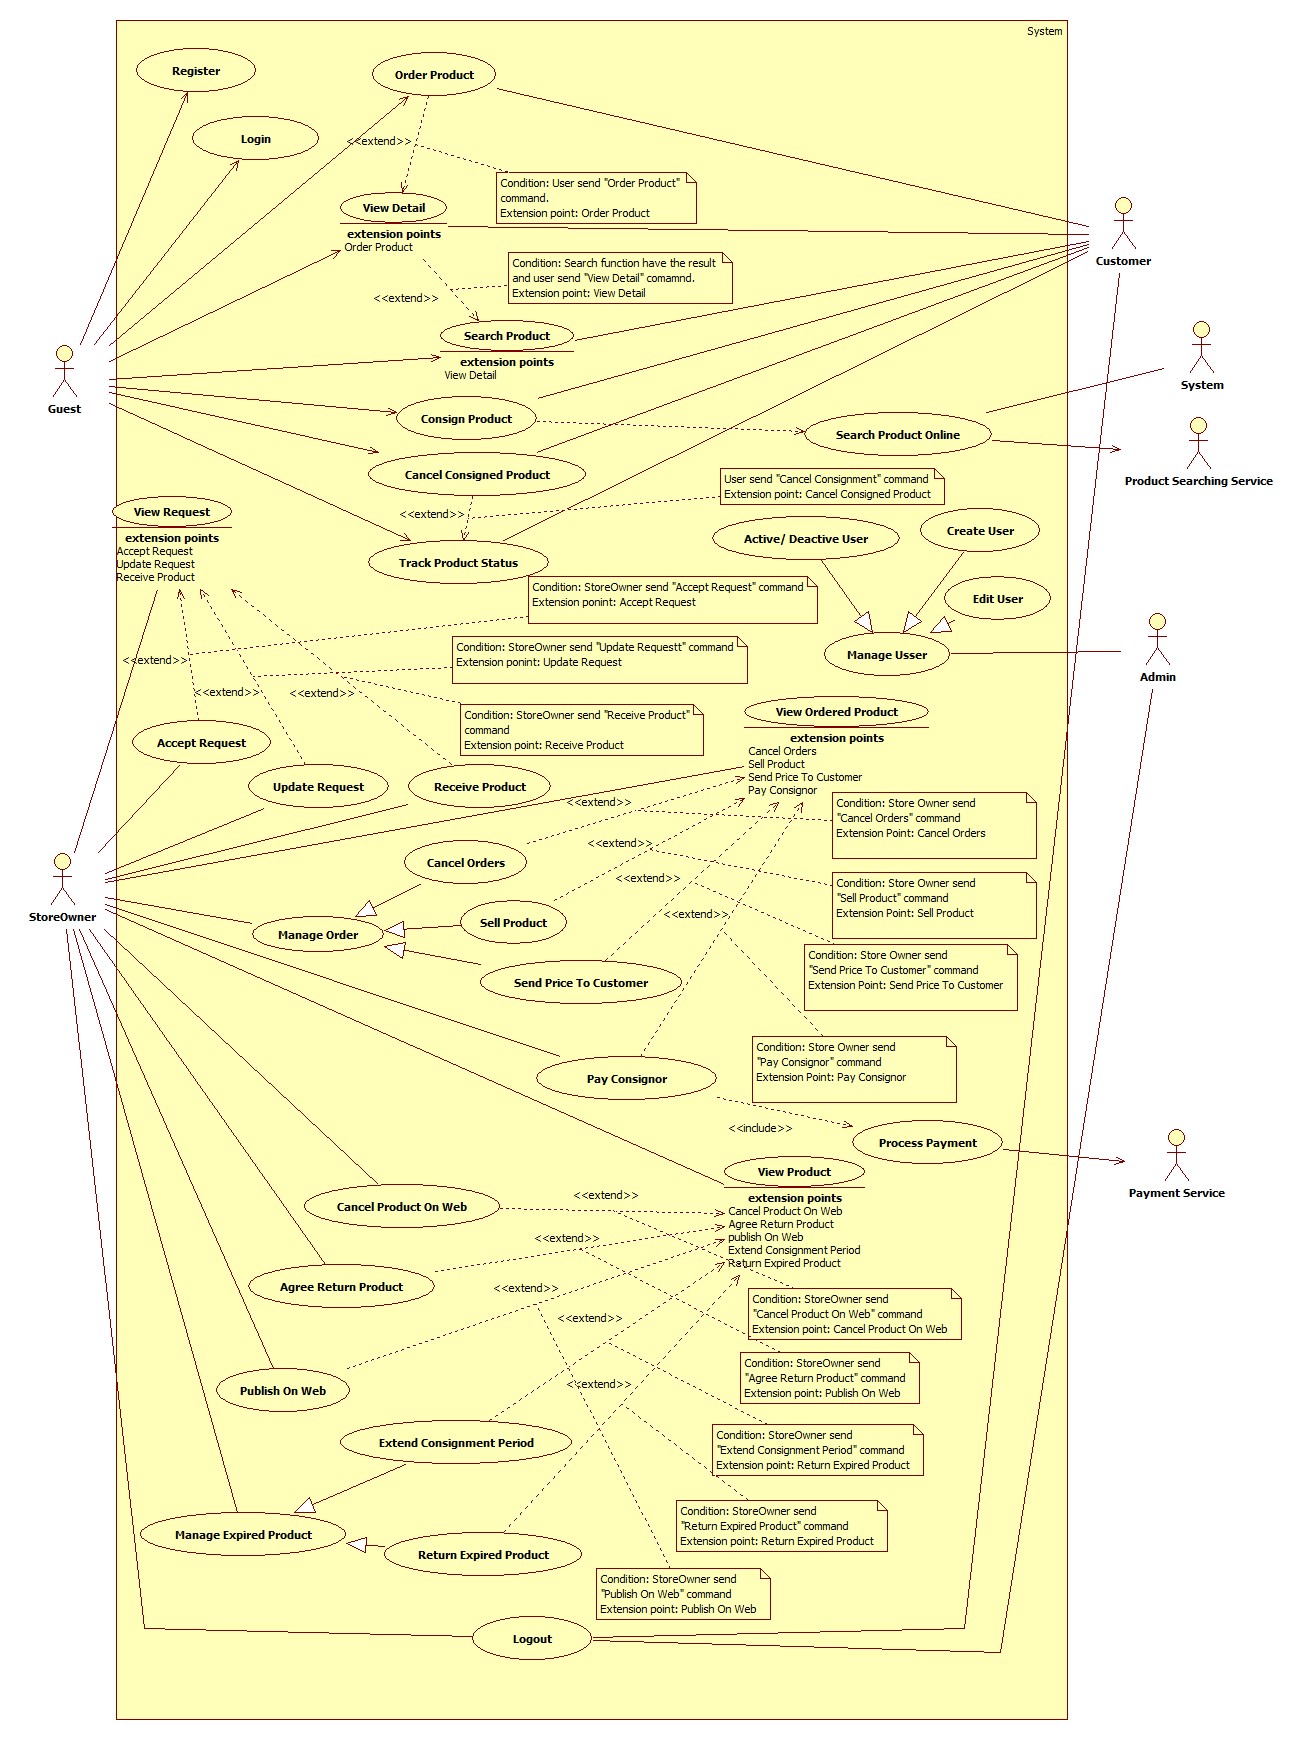 System
Register
Order Product
Login
<<extend>>
Condition: User send "Order Product"
command.
Extension point: Order Product
View Detail
extension points
Order Product
Customer
Condition: Search function have the result
and user send "View Detail" comamnd.
Extension point: View Detail
<<extend>>
Search Product
extension points
View Detail
System
Guest
Consign Product
Search Product Online
Product Searching Service
Cancel Consigned Product
User send "Cancel Consignment" command
Extension point: Cancel Consigned Product
<<extend>>
View Request
extension points
Accept Request
Update Request
Receive Product
Active/ Deactive User
Create User
Track Product Status
Edit User
Condition: StoreOwner send "Accept Request" command
Extension ponint: Accept Request
Manage Usser
Admin
<<extend>>
Condition: StoreOwner send "Update Requestt" command
Extension ponint: Update Request
<<extend>>
<<extend>>
Condition: StoreOwner send "Receive Product"
command
Extension point: Receive Product
View Ordered Product
extension points
Cancel Orders
Sell Product
Send Price To Customer
Pay Consignor
Accept Request
Update Request
Receive Product
<<extend>>
Condition: Store Owner send
"Cancel Orders" command
Extension Point: Cancel Orders
<<extend>>
Cancel Orders
<<extend>>
Condition: Store Owner send
"Sell Product" command
Extension Point: Sell Product
StoreOwner
<<extend>>
Sell Product
Manage Order
Condition: Store Owner send
"Send Price To Customer" command
Extension Point: Send Price To Customer
Send Price To Customer
Condition: Store Owner send
"Pay Consignor" command
Extension Point: Pay Consignor
Pay Consignor
<<include>>
Process Payment
Payment Service
View Product
extension points
Cancel Product On Web
Agree Return Product
publish On Web
Extend Consignment Period
Return Expired Product
<<extend>>
Cancel Product On Web
<<extend>>
Agree Return Product
<<extend>>
Condition: StoreOwner send
"Cancel Product On Web" command
Extension point: Cancel Product On Web
<<extend>>
Condition: StoreOwner send
"Agree Return Product" command
Extension point: Publish On Web
<<extend>>
Publish On Web
Extend Consignment Period
Condition: StoreOwner send
"Extend Consignment Period" command
Extension point: Return Expired Product
Condition: StoreOwner send
"Return Expired Product" command
Extension point: Return Expired Product
Manage Expired Product
Return Expired Product
Condition: StoreOwner send
"Publish On Web" command
Extension point: Publish On Web
Logout